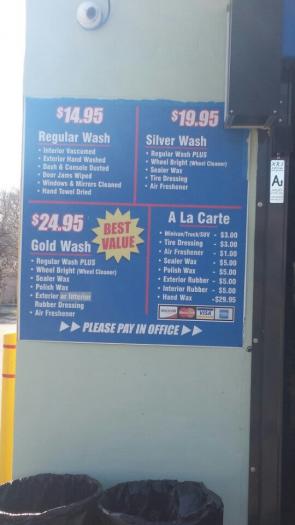 $14.95
Regular Wash
• Interior Vaccumed
• Exterior Hand Washed
• Dash & Console Dusted
• Door Jams Wiped
• Windows & Mirrors Cleaned
• Hand Towel Dried
$19.95
Silver Wash
• Regular Wash PLUS
• Wheel Bright (Wheel Cleaner)
• Sealer Wax
• Tire Dressing
• Air Freshener
$24.95
Gold Wash
BEST
VALUE
• Regular Wash PLUS
• Wheel Bright (Wheel Cleaner)
• Sealer Wax
• Polish Wax
• Exterior or Interior
Rubber Dressing
• Air Freshener
A La Carte
• Minivan/Truck/SUV - $3.00
• Tire Dressing - $3.00
• Air Freshener - $1.00
• Sealer Wax - $5.00
• Polish Wax - $5.00
• Exterior Rubber - $5.00
• Interior Rubber - $5.00
• Hand Wax -$29.95
DISCOVER
VISA
PLEASE PAY IN OFFICE